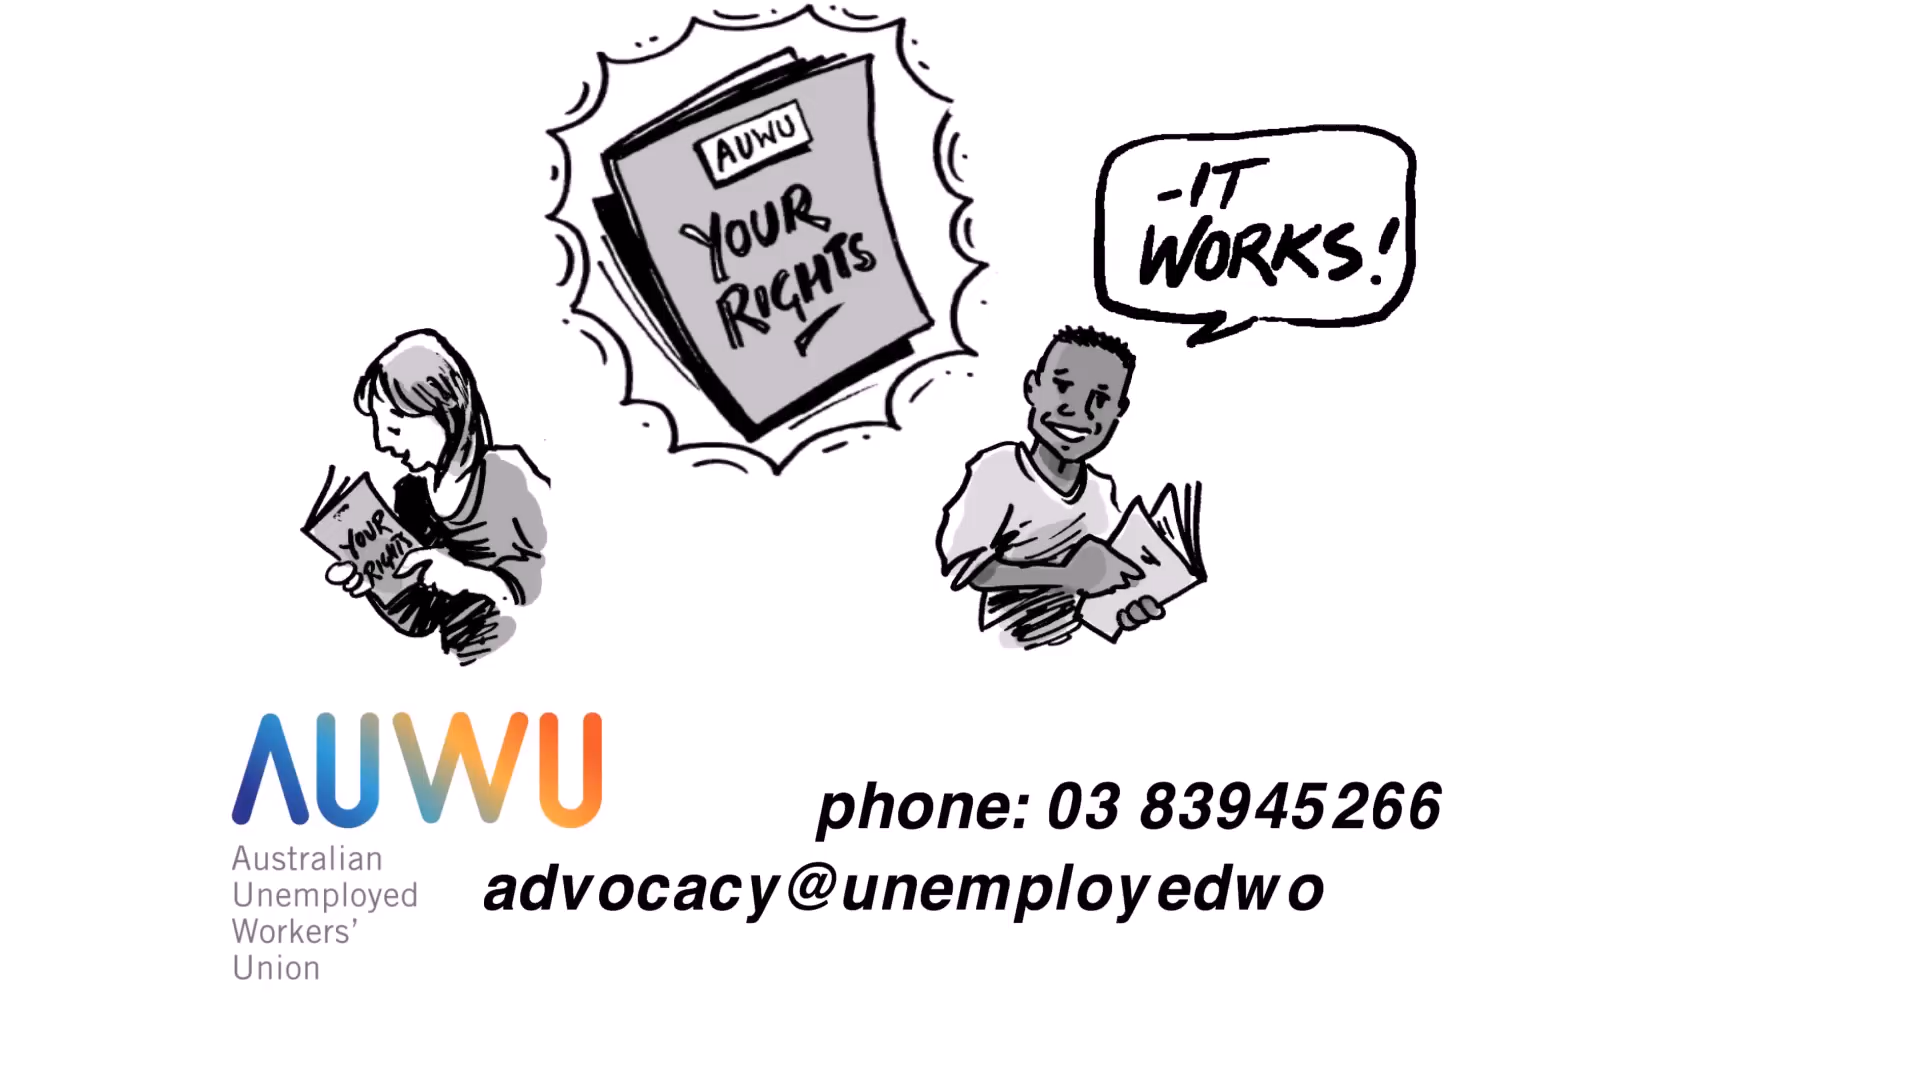 AUWU
YOUR
RIGHTS
-IT
WORKS!
YOUR
RIGHTS
AUWU
Australian
Unemployed
Workers’
Union
phone: 03 83945266
advocacy@unemployedwo